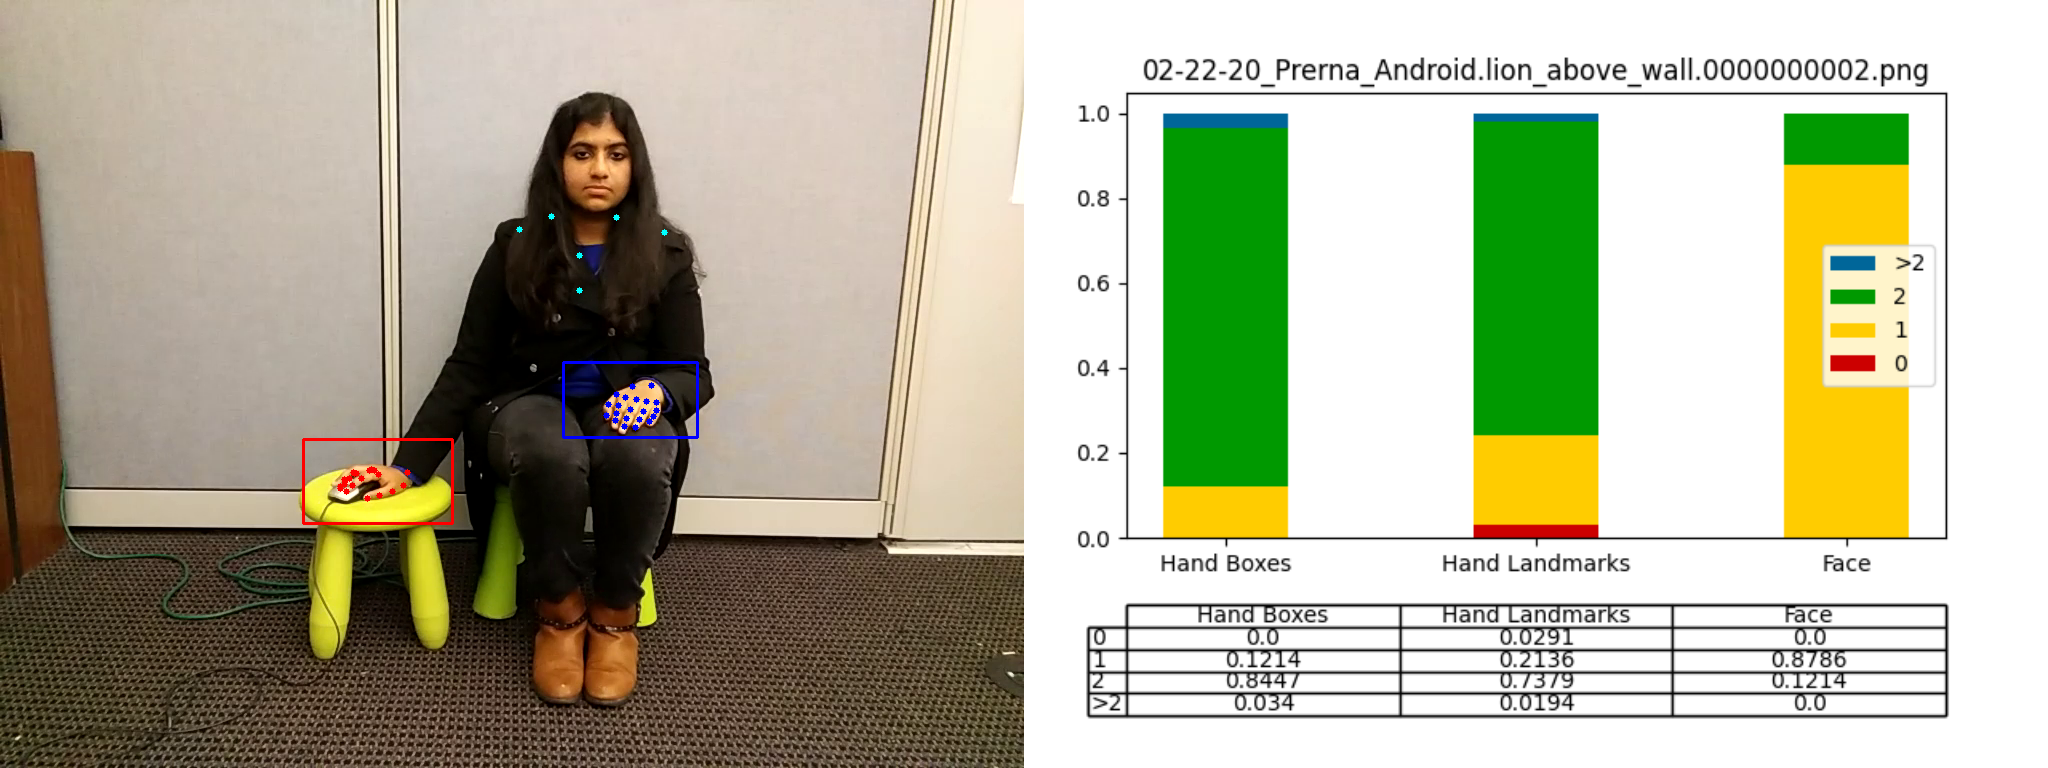 02-22-20_Prerna_Android.lion_above_wall.0000000002.png
1.0
0.8
0.6
0.4
0.2
0.0
>2
2
1
0
Hand Boxes Hand Landmarks Face
Hand Boxes Hand Landmarks Face
0 0.0 0.0291 0.0
1 0.1214 0.2136 0.8786
2 0.8447 0.7379 0.1214
>2 0.034 0.0194 0.0